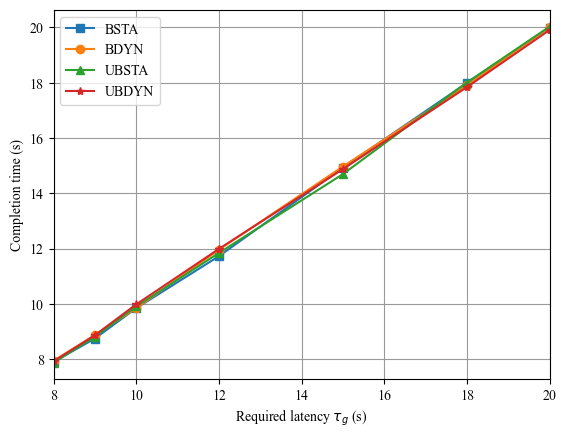 BSTA
BDYN
UBSTA
UBDYN
Completion time (s)
20
18
16
14
12
10
8
8 10 12 14 16 18 20
Required latency τ_g (s)